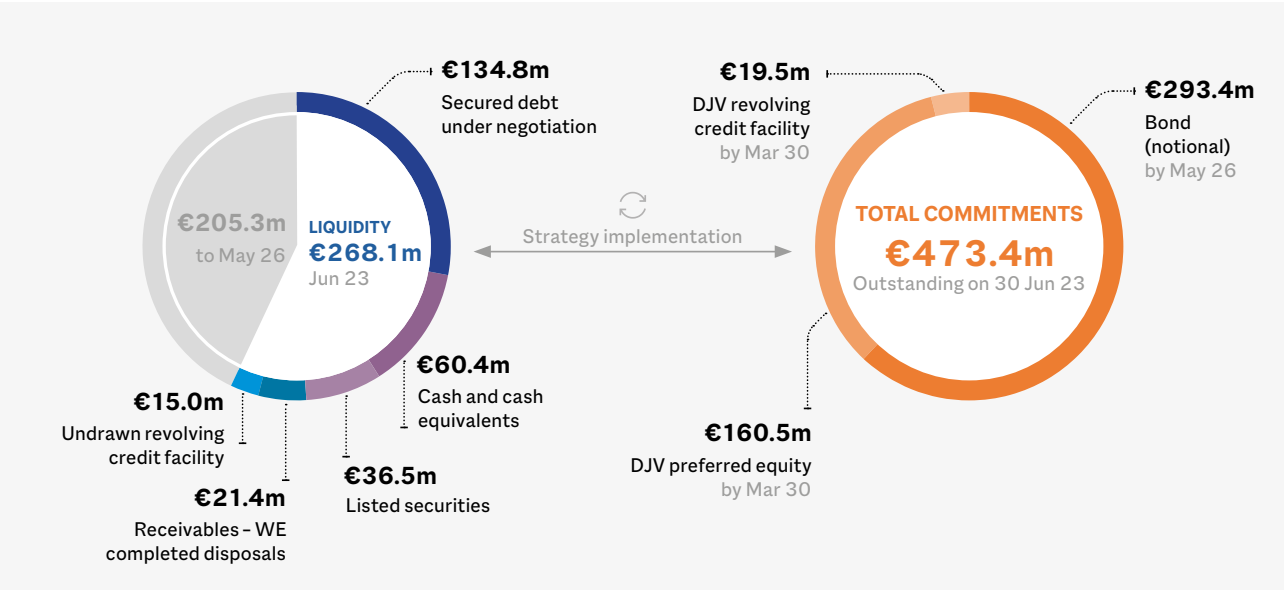 €134.8m
Secured debt
under negotiation
€205.3m
to May 26
LIQUIDITY
€268.1m
Jun 23
€60.4m
Cash and cash
equivalents
€15.0m
Undrawn revolving
credit facility
€36.5m
Listed securities
€21.4m
Receivables – WE
completed disposals
Strategy implementation
€19.5m
DJV revolving
credit facility
by Mar 30
€293.4m
Bond
(notional)
by May 26
TOTAL COMMITMENTS
€473.4m
Outstanding on 30 Jun 23
€160.5m
DJV preferred equity
by Mar 30